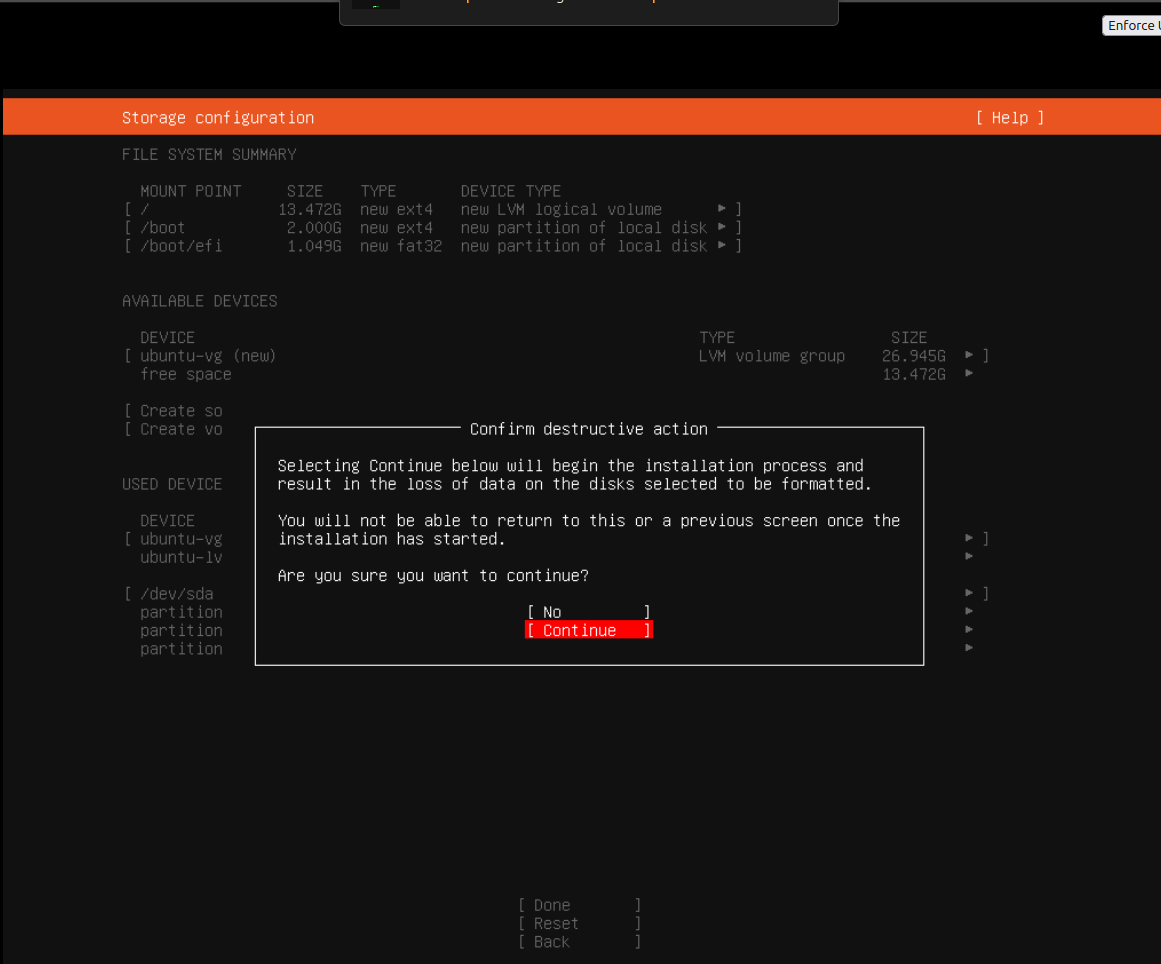 Enforce
Storage configuration [ Help ]
FILE SYSTEM SUMMARY
MOUNT POINT SIZE TYPE DEVICE TYPE
[ / 13.472G new ext4 new LVM logical volume ▸ ]
[ /boot 2.000G new ext4 new partition of local disk ▸ ]
[ /boot/efi 1.049G new fat32 new partition of local disk ▸ ]
AVAILABLE DEVICES
DEVICE TYPE SIZE
[ ubuntu-vg (new) LVM volume group 26.945G ▸ ]
free space 13.472G ▸
[ Create so
[ Create vo
USED DEVICE
DEVICE
[ ubuntu-vg ▸ ]
ubuntu-lv ▸
[ /dev/sda ▸ ]
partition ▸
partition ▸
partition ▸
Confirm destructive action
Selecting Continue below will begin the installation process and
result in the loss of data on the disks selected to be formatted.
You will not be able to return to this or a previous screen once the
installation has started.
Are you sure you want to continue?
[ No ]
[ Continue ]
[ Done ]
[ Reset ]
[ Back ]